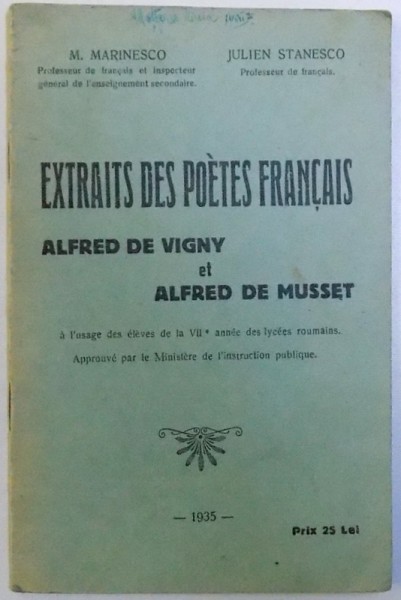 M. MARINESCO
Professeur de français et inspecteur
général de l'enseignement secondaire.
JULIEN STANESCO
Professeur de français.
EXTRAITS DES POÈTES FRANÇAIS
ALFRED DE VIGNY
et
ALFRED DE MUSSET
à l'usage des élèves de la VIIe année des lycées roumains.
Approuvé par le Ministère de l'instruction publique.
— 1935 —
Prix 25 Lei